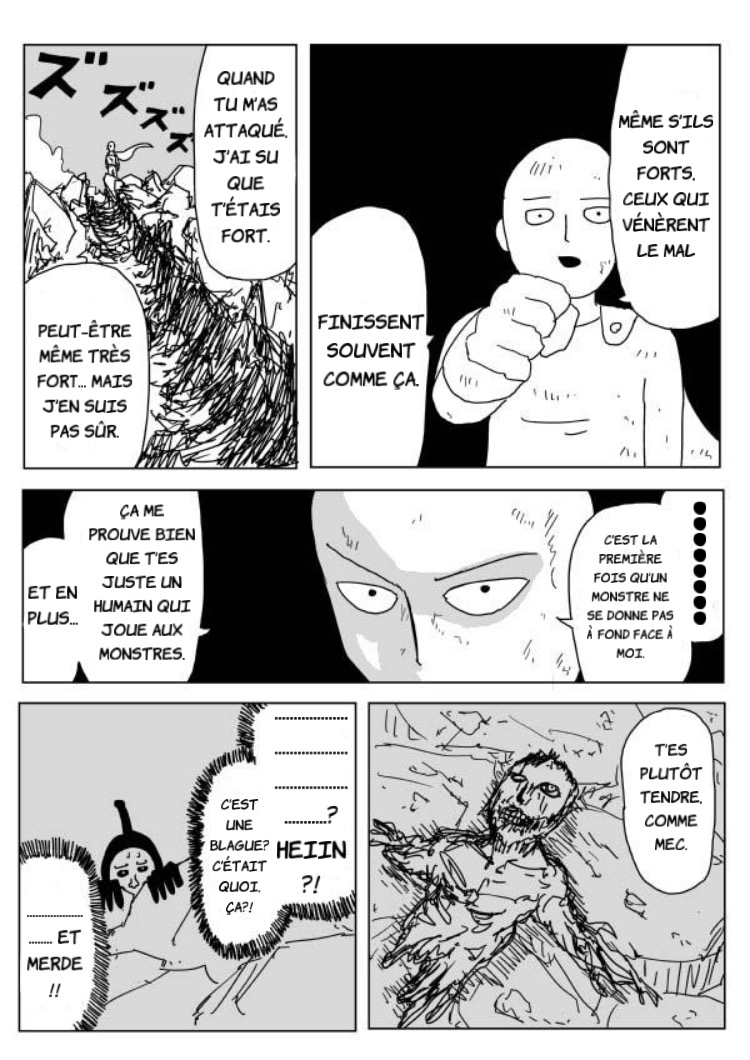 MÊME S'ILS
SONT
FORTS,
CEUX QUI
VÉNÈRENT
LE MAL
FINISSENT
SOUVENT
COMME ÇA.
QUAND
TU M'AS
ATTAQUÉ,
J'AI SU
QUE
T'ÉTAIS
FORT.
PEUT-ÊTRE
MÊME TRÈS
FORT... MAIS
J'EN SUIS
PAS SÛR.
ズズズズ
C'EST LA
PREMIÈRE
FOIS QU'UN
MONSTRE NE
SE DONNE PAS
À FOND FACE À
MOI.
ÇA ME
PROUVE BIEN
QUE T'ES
JUSTE UN
HUMAIN QUI
JOUE AUX
MONSTRES.
ET EN
PLUS...
T'ES
PLUTÔT
TENDRE,
COMME
MEC.
....................
....................
....................
............?
HEIIN
?!
C'EST
UNE
BLAGUE?
C'ÉTAIT
QUOI,
ÇA?!
................
........ ET
MERDE
!!